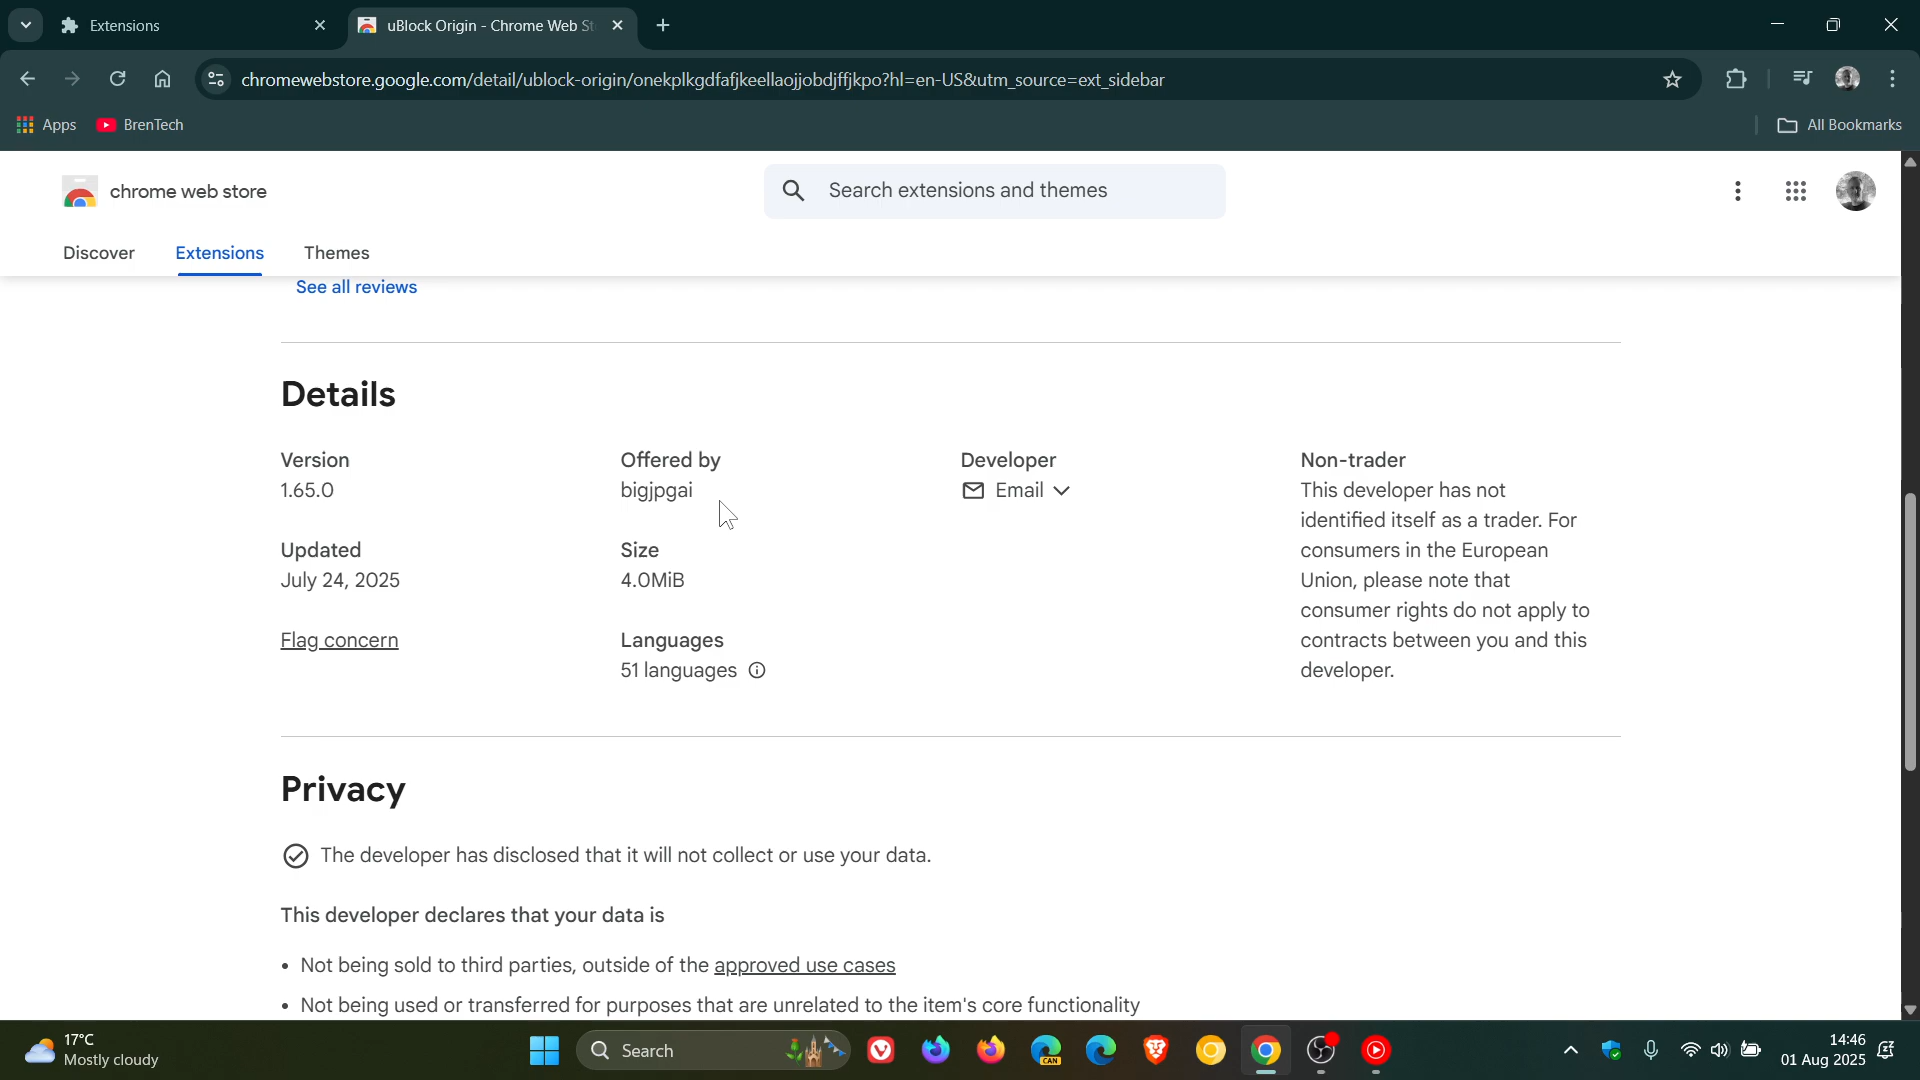 Extensions
uBlock Origin - Chrome Web St
chromewebstore.google.com/detail/ublock-origin/onekplkgdfafjkeellaojjobdjffjkpo?hl=en-US&utm_source=ext_sidebar
Apps
BrenTech
All Bookmarks
chrome web store
Search extensions and themes
Discover
Extensions
Themes
See all reviews
Details
Version
1.65.0
Updated
July 24, 2025
Flag concern
Offered by
bigjpgai
Size
4.0MiB
Languages
51 languages
Developer
Email
Non-trader
This developer has not
identified itself as a trader. For
consumers in the European
Union, please note that
consumer rights do not apply to
contracts between you and this
developer.
Privacy
The developer has disclosed that it will not collect or use your data.
This developer declares that your data is
• Not being sold to third parties, outside of the approved use cases
• Not being used or transferred for purposes that are unrelated to the item's core functionality
17°C
Mostly cloudy
Search
CAN
14:46
01 Aug 2025